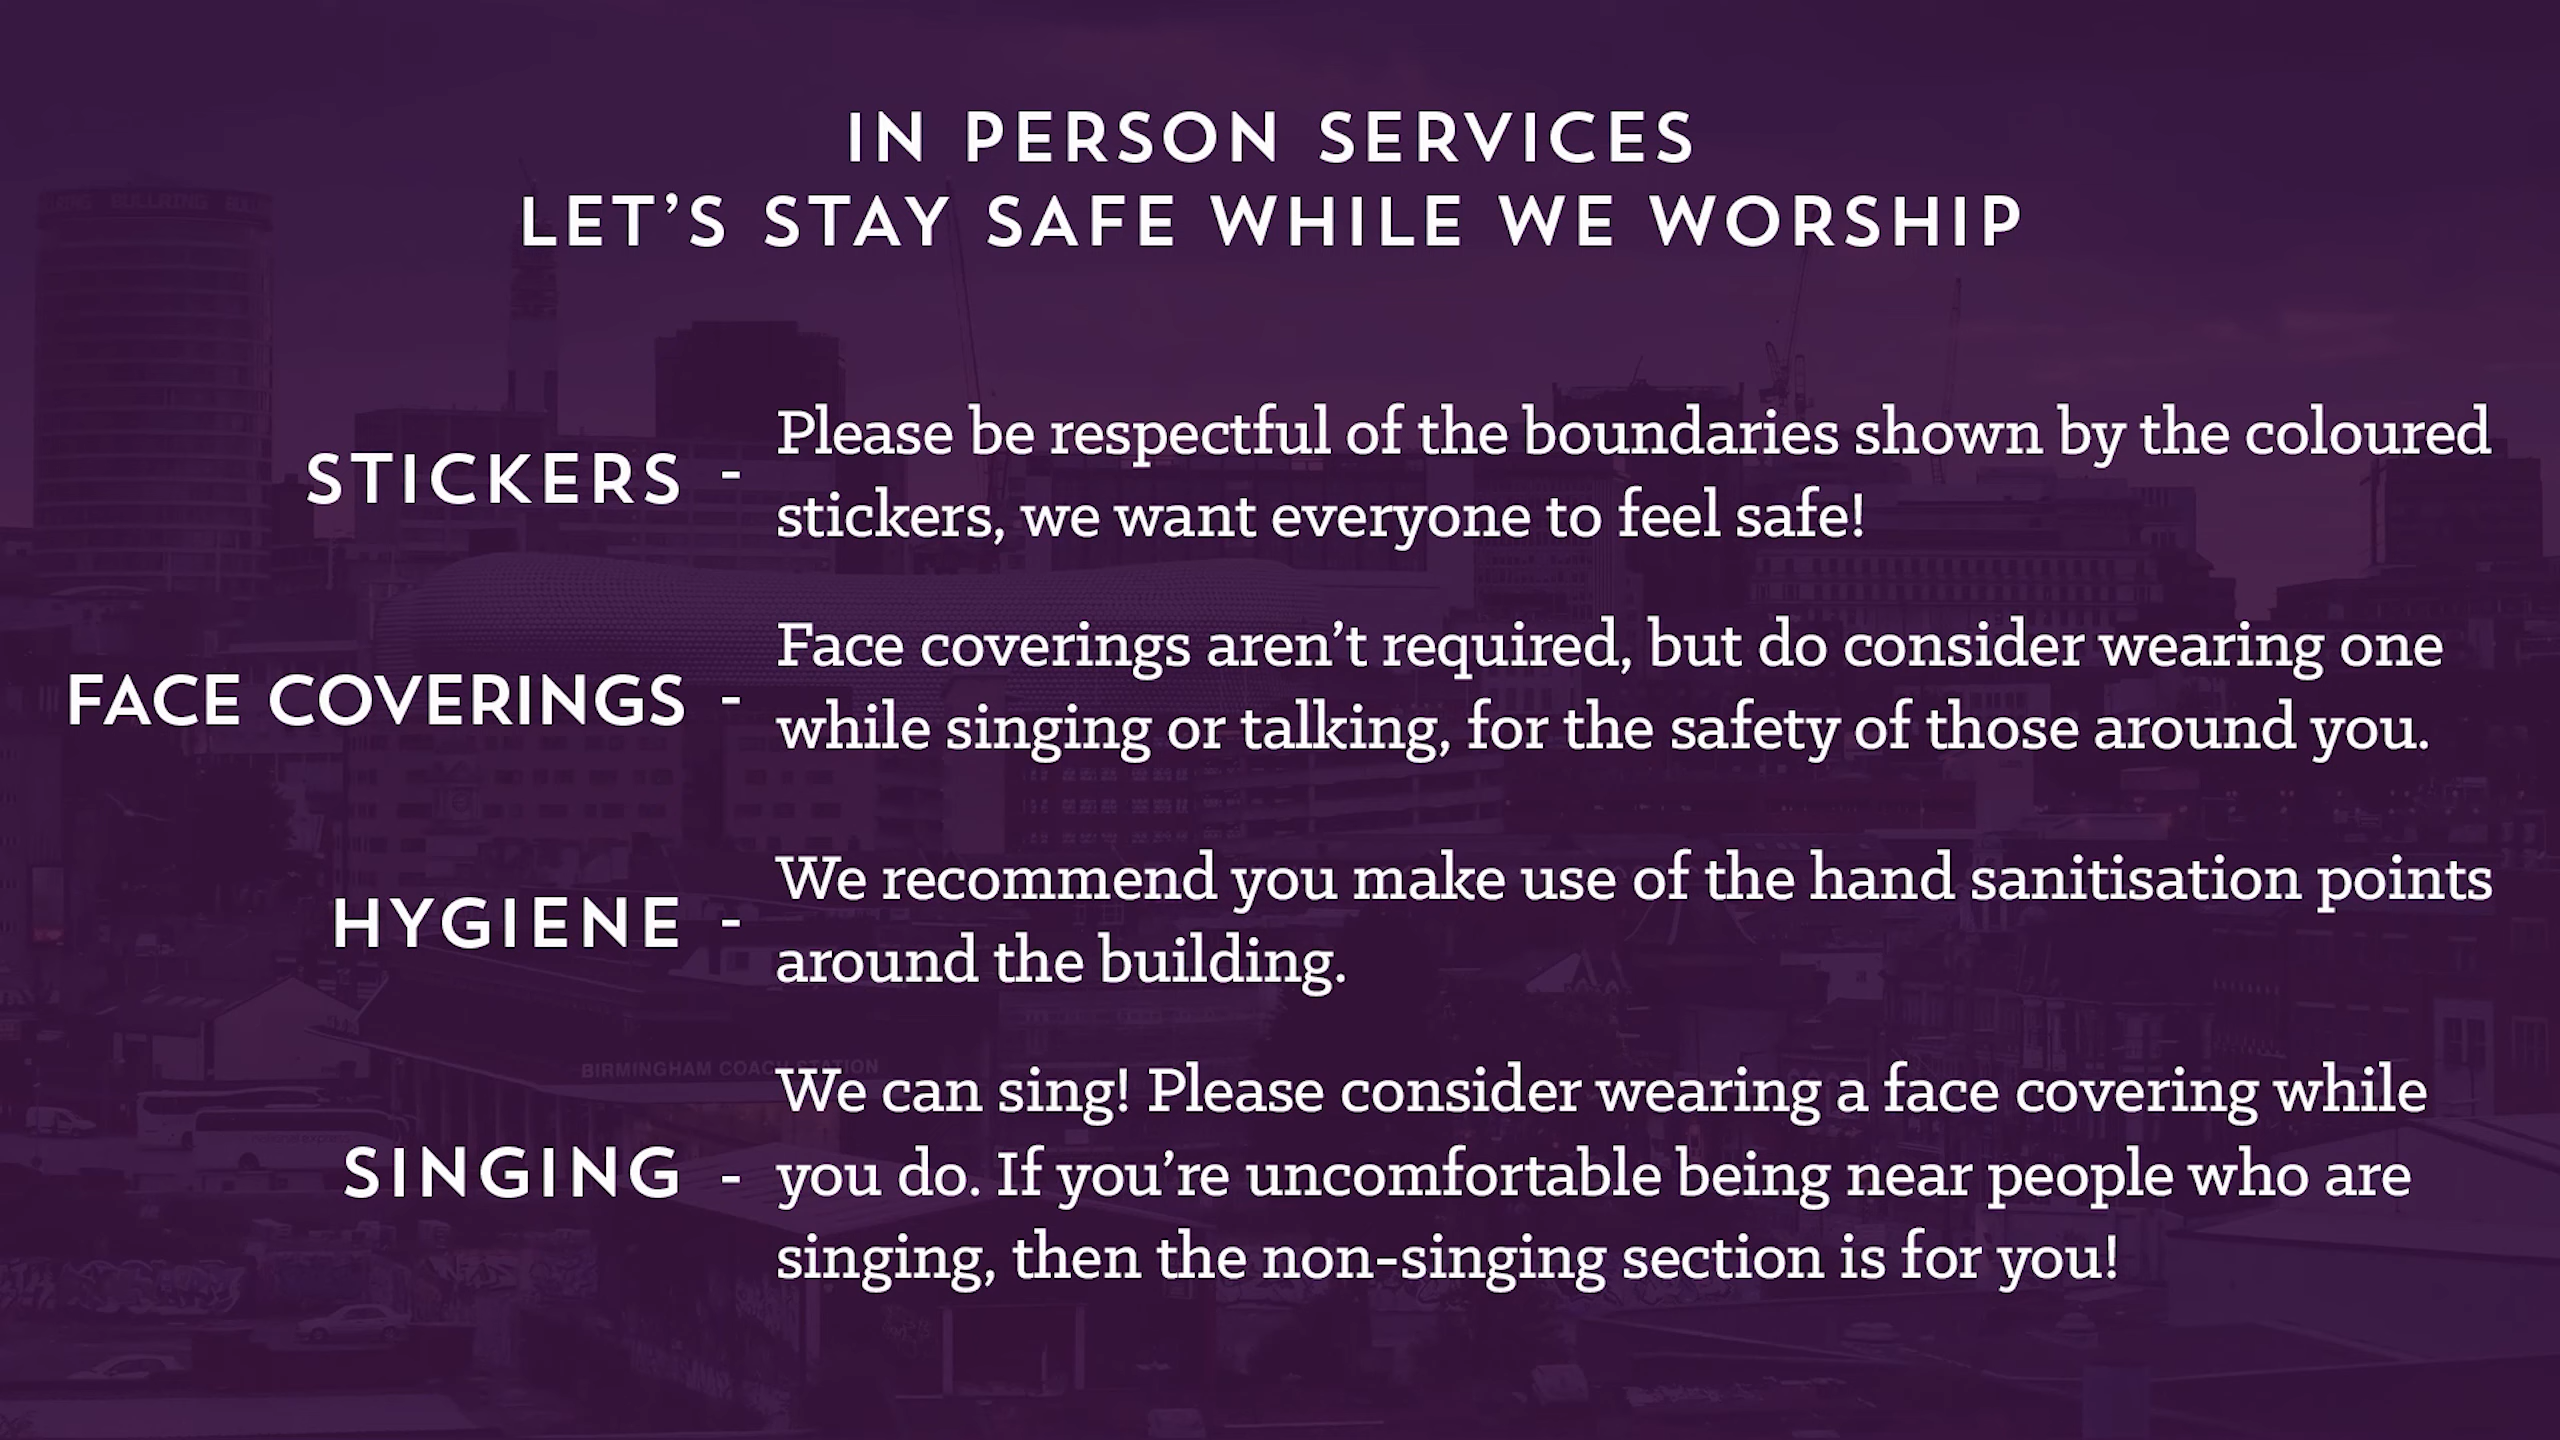 IN PERSON SERVICES
LET’S STAY SAFE WHILE WE WORSHIP
BULLRING
STICKERS - Please be respectful of the boundaries shown by the coloured
stickers, we want everyone to feel safe!
FACE COVERINGS - Face coverings aren’t required, but do consider wearing one
while singing or talking, for the safety of those around you.
HYGIENE - We recommend you make use of the hand sanitisation points
around the building.
BIRMINGHAM COACH STATION
SINGING - We can sing! Please consider wearing a face covering while
you do. If you’re uncomfortable being near people who are
singing, then the non-singing section is for you!